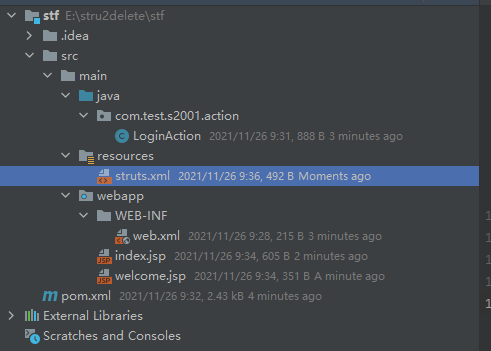 stf E:\stru2delete\stf
.idea
src
main
java
com.test.s2001.action
LoginAction 2021/11/26 9:31, 888 B 3 minutes ago
resources
struts.xml 2021/11/26 9:36, 492 B Moments ago
webapp
WEB-INF
web.xml 2021/11/26 9:28, 215 B 3 minutes ago
JSP index.jsp 2021/11/26 9:34, 605 B 2 minutes ago
JSP welcome.jsp 2021/11/26 9:34, 351 B A minute ago
m pom.xml 2021/11/26 9:32, 2.43 kB 4 minutes ago
External Libraries
Scratches and Consoles